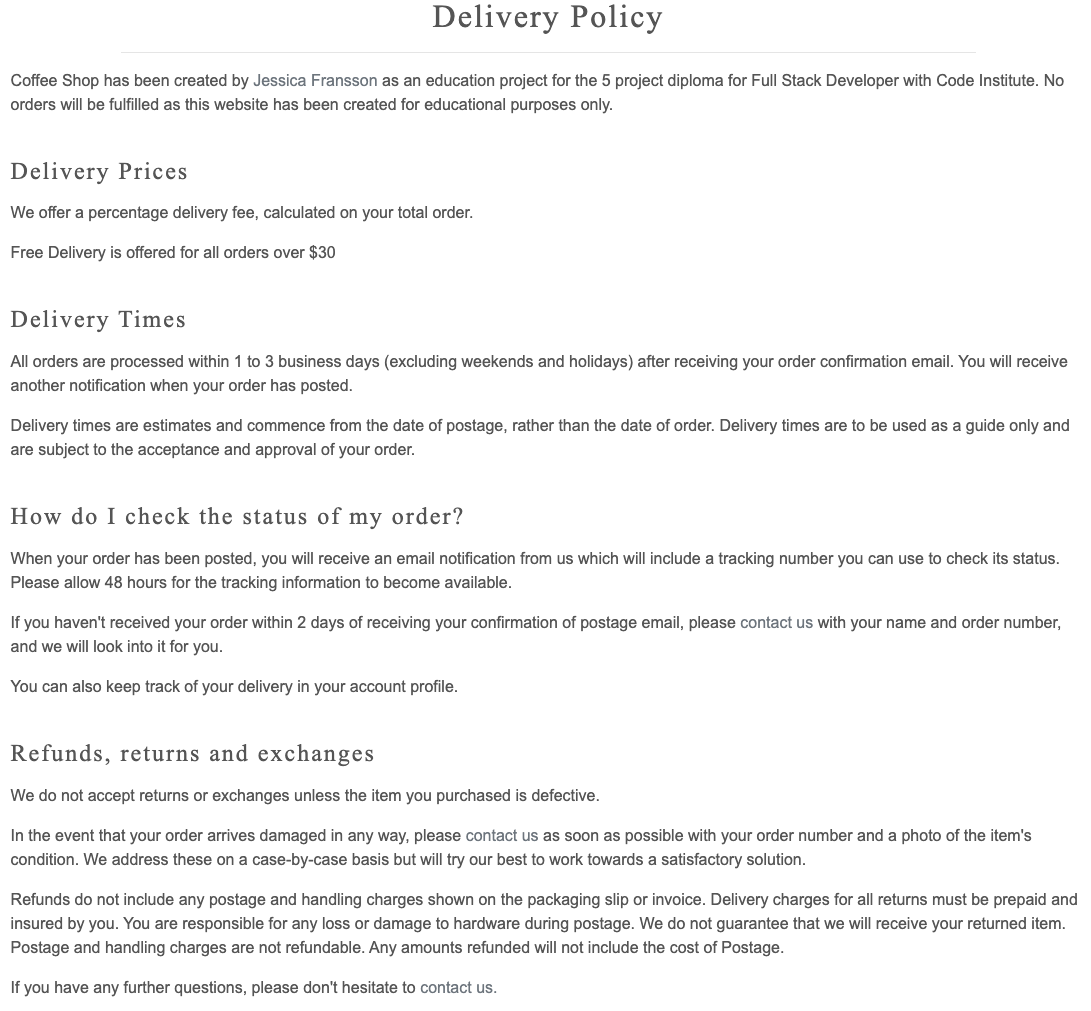 Delivery Policy
Coffee Shop has been created by Jessica Fransson as an education project for the 5 project diploma for Full Stack Developer with Code Institute. No
orders will be fulfilled as this website has been created for educational purposes only.
Delivery Prices
We offer a percentage delivery fee, calculated on your total order.
Free Delivery is offered for all orders over $30
Delivery Times
All orders are processed within 1 to 3 business days (excluding weekends and holidays) after receiving your order confirmation email. You will receive
another notification when your order has posted.
Delivery times are estimates and commence from the date of postage, rather than the date of order. Delivery times are to be used as a guide only and
are subject to the acceptance and approval of your order.
How do I check the status of my order?
When your order has been posted, you will receive an email notification from us which will include a tracking number you can use to check its status.
Please allow 48 hours for the tracking information to become available.
If you haven't received your order within 2 days of receiving your confirmation of postage email, please contact us with your name and order number,
and we will look into it for you.
You can also keep track of your delivery in your account profile.
Refunds, returns and exchanges
We do not accept returns or exchanges unless the item you purchased is defective.
In the event that your order arrives damaged in any way, please contact us as soon as possible with your order number and a photo of the item's
condition. We address these on a case-by-case basis but will try our best to work towards a satisfactory solution.
Refunds do not include any postage and handling charges shown on the packaging slip or invoice. Delivery charges for all returns must be prepaid and
insured by you. You are responsible for any loss or damage to hardware during postage. We do not guarantee that we will receive your returned item.
Postage and handling charges are not refundable. Any amounts refunded will not include the cost of Postage.
If you have any further questions, please don't hesitate to contact us.